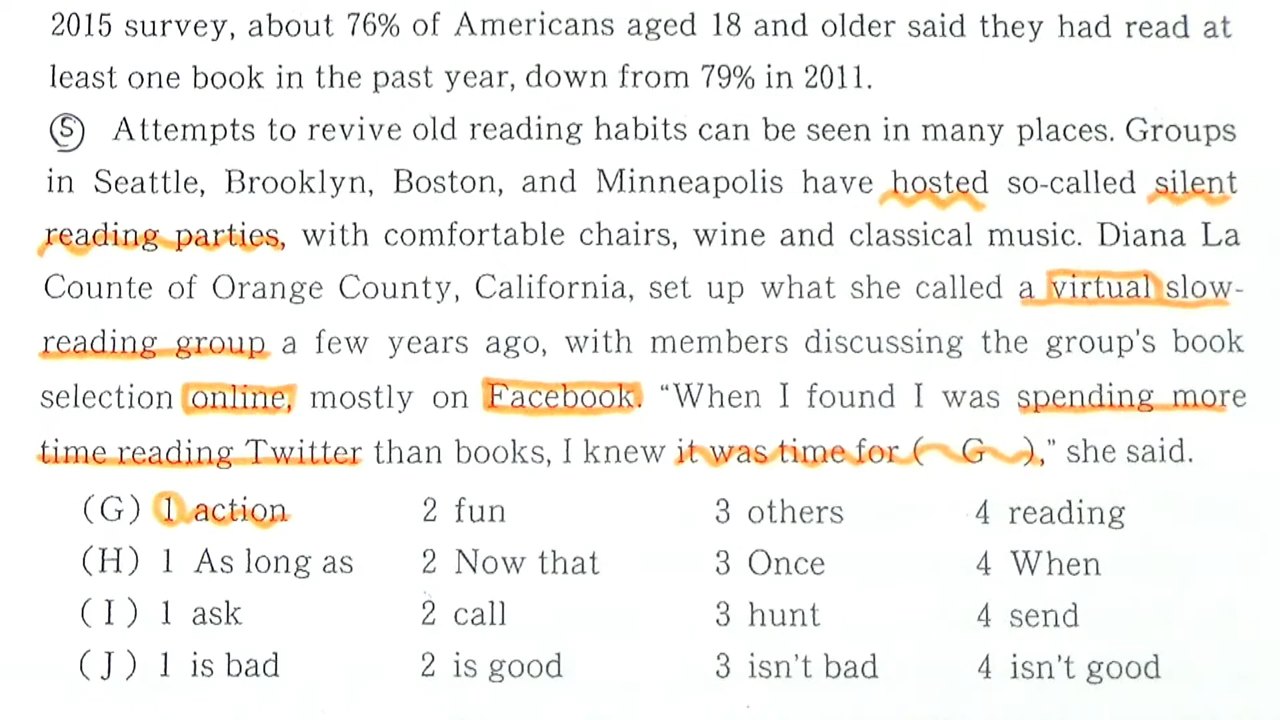 2015 survey, about 76% of Americans aged 18 and older said they had read at
least one book in the past year, down from 79% in 2011.
⑤ Attempts to revive old reading habits can be seen in many places. Groups
in Seattle, Brooklyn, Boston, and Minneapolis have hosted so-called silent
reading parties, with comfortable chairs, wine and classical music. Diana La
Counte of Orange County, California, set up what she called a virtual slow-
reading group a few years ago, with members discussing the group's book
selection online, mostly on Facebook. “When I found I was spending more
time reading Twitter than books, I knew it was time for ( G ),” she said.
(G) 1 action 2 fun 3 others 4 reading
(H) 1 As long as 2 Now that 3 Once 4 When
(I) 1 ask 2 call 3 hunt 4 send
(J) 1 is bad 2 is good 3 isn't bad 4 isn't good